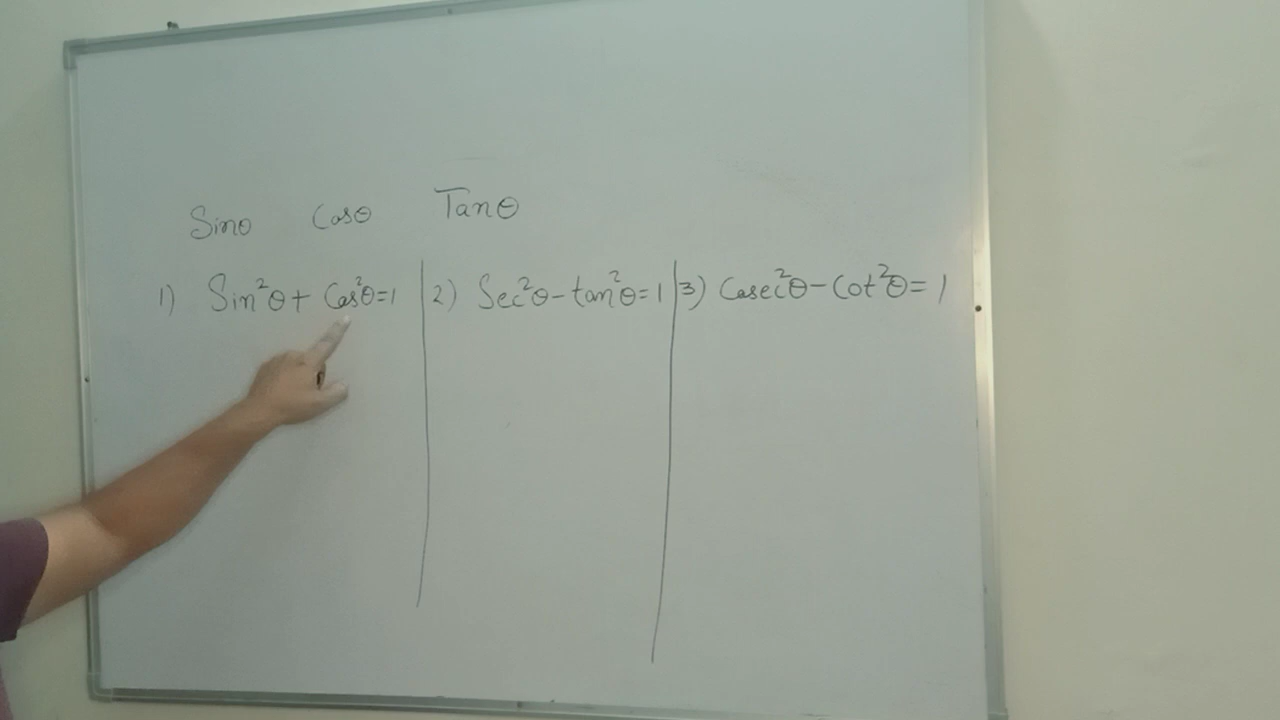 Sinθ Cosθ Tanθ
1) Sin²θ + Cos²θ=1 2) Sec²θ - tan²θ=1 3) Cosec²θ - Cot²θ= 1